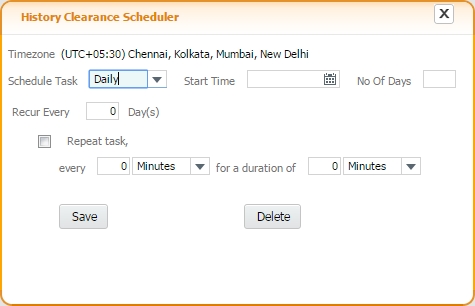 History Clearance Scheduler
X
Timezone (UTC+05:30) Chennai, Kolkata, Mumbai, New Delhi
Schedule Task Daily Start Time No Of Days
Recur Every 0 Day(s)
Repeat task,
every 0 Minutes for a duration of 0 Minutes
Save Delete